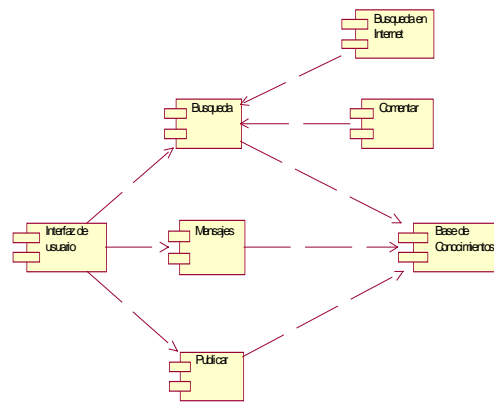 Busqueda en
Internet
Busqueda
Comentar
Interfaz de
usuario
Mensajes
Base de
Conocimientos
Publicar